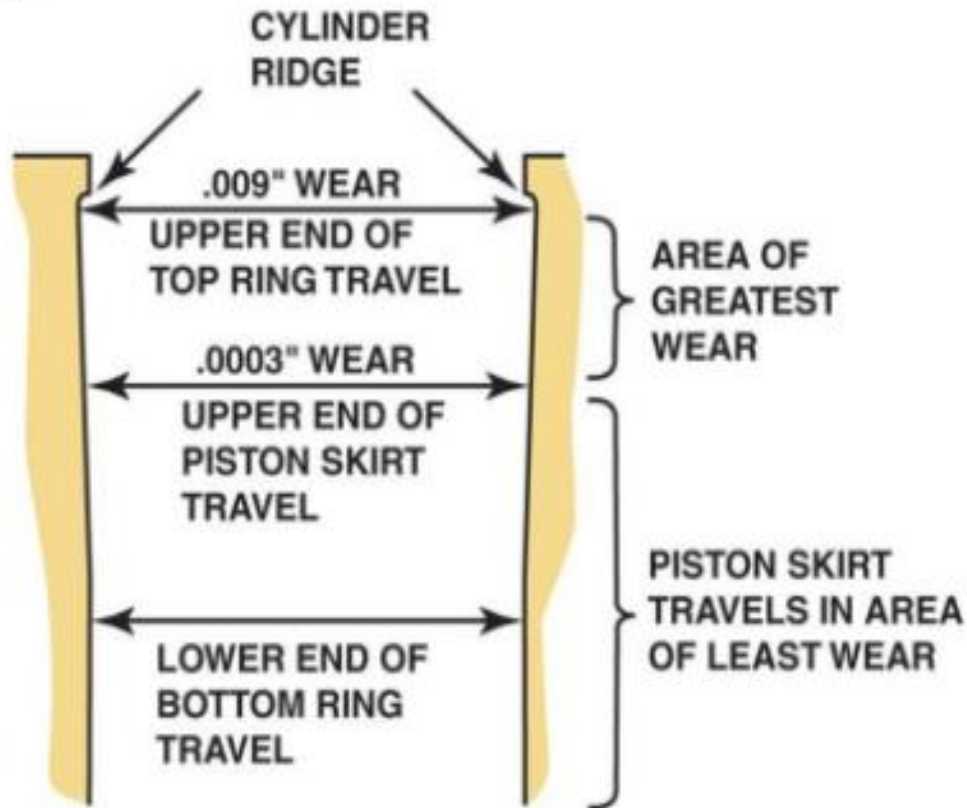 CYLINDER
RIDGE
.009" WEAR
UPPER END OF
TOP RING TRAVEL
AREA OF
GREATEST
WEAR
.0003" WEAR
UPPER END OF
PISTON SKIRT
TRAVEL
PISTON SKIRT
TRAVELS IN AREA
OF LEAST WEAR
LOWER END OF
BOTTOM RING
TRAVEL